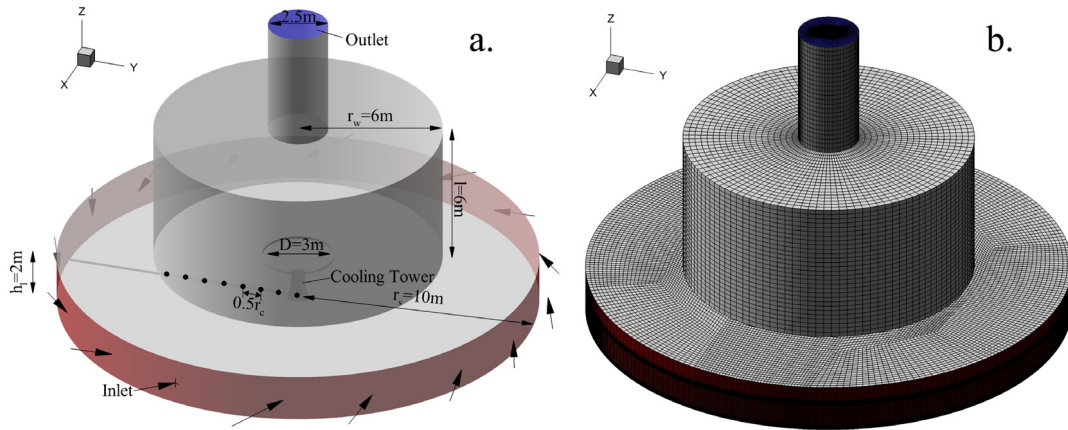 a.
2.5m
Outlet
Z
Y
X
r_w=6m
l=6m
D=3m
h_i=2m
Cooling Tower
0.5r_c
r_s=10m
Inlet
b.
Z
Y
X